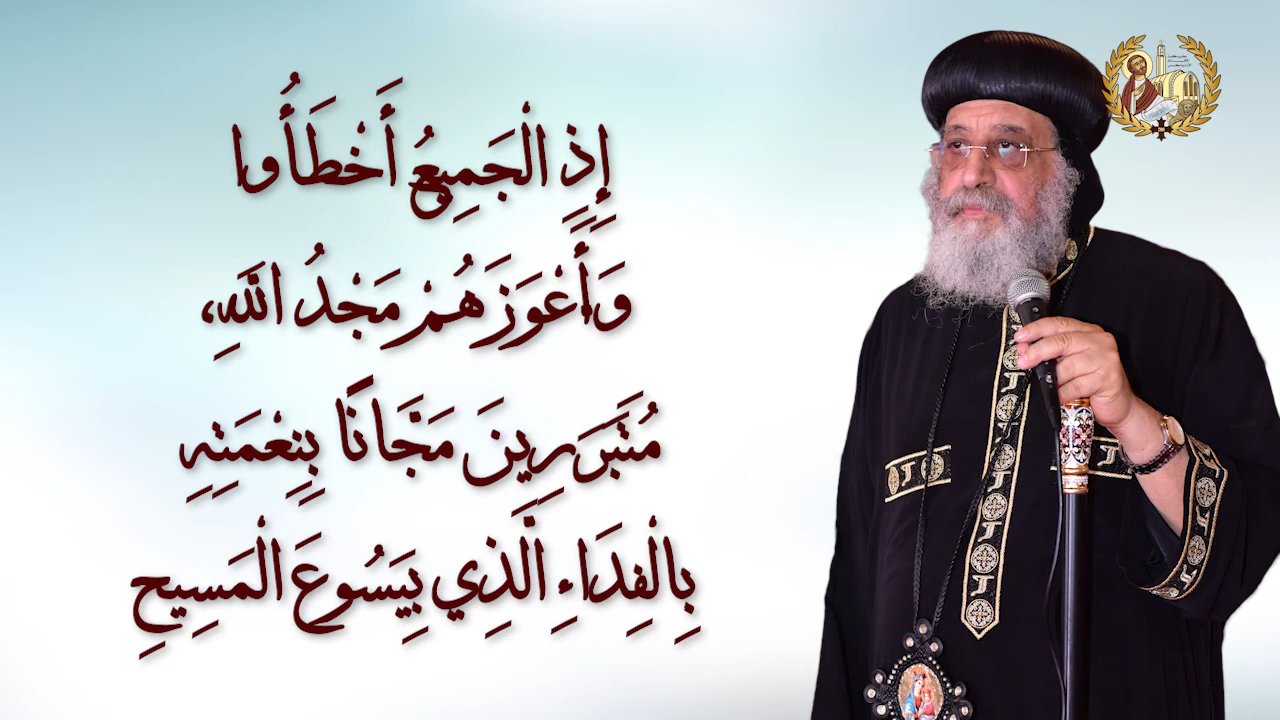 إِذِ الْجَمِيعُ أَخْطَأُوا
وَأَعْوَزَهُمْ مَجْدُ اللهِ،
مُتَبَرِّرِينَ مَجَّانًا بِنِعْمَتِهِ
بِالْفِدَاءِ الَّذِي بِيَسُوعَ الْمَسِيحِ